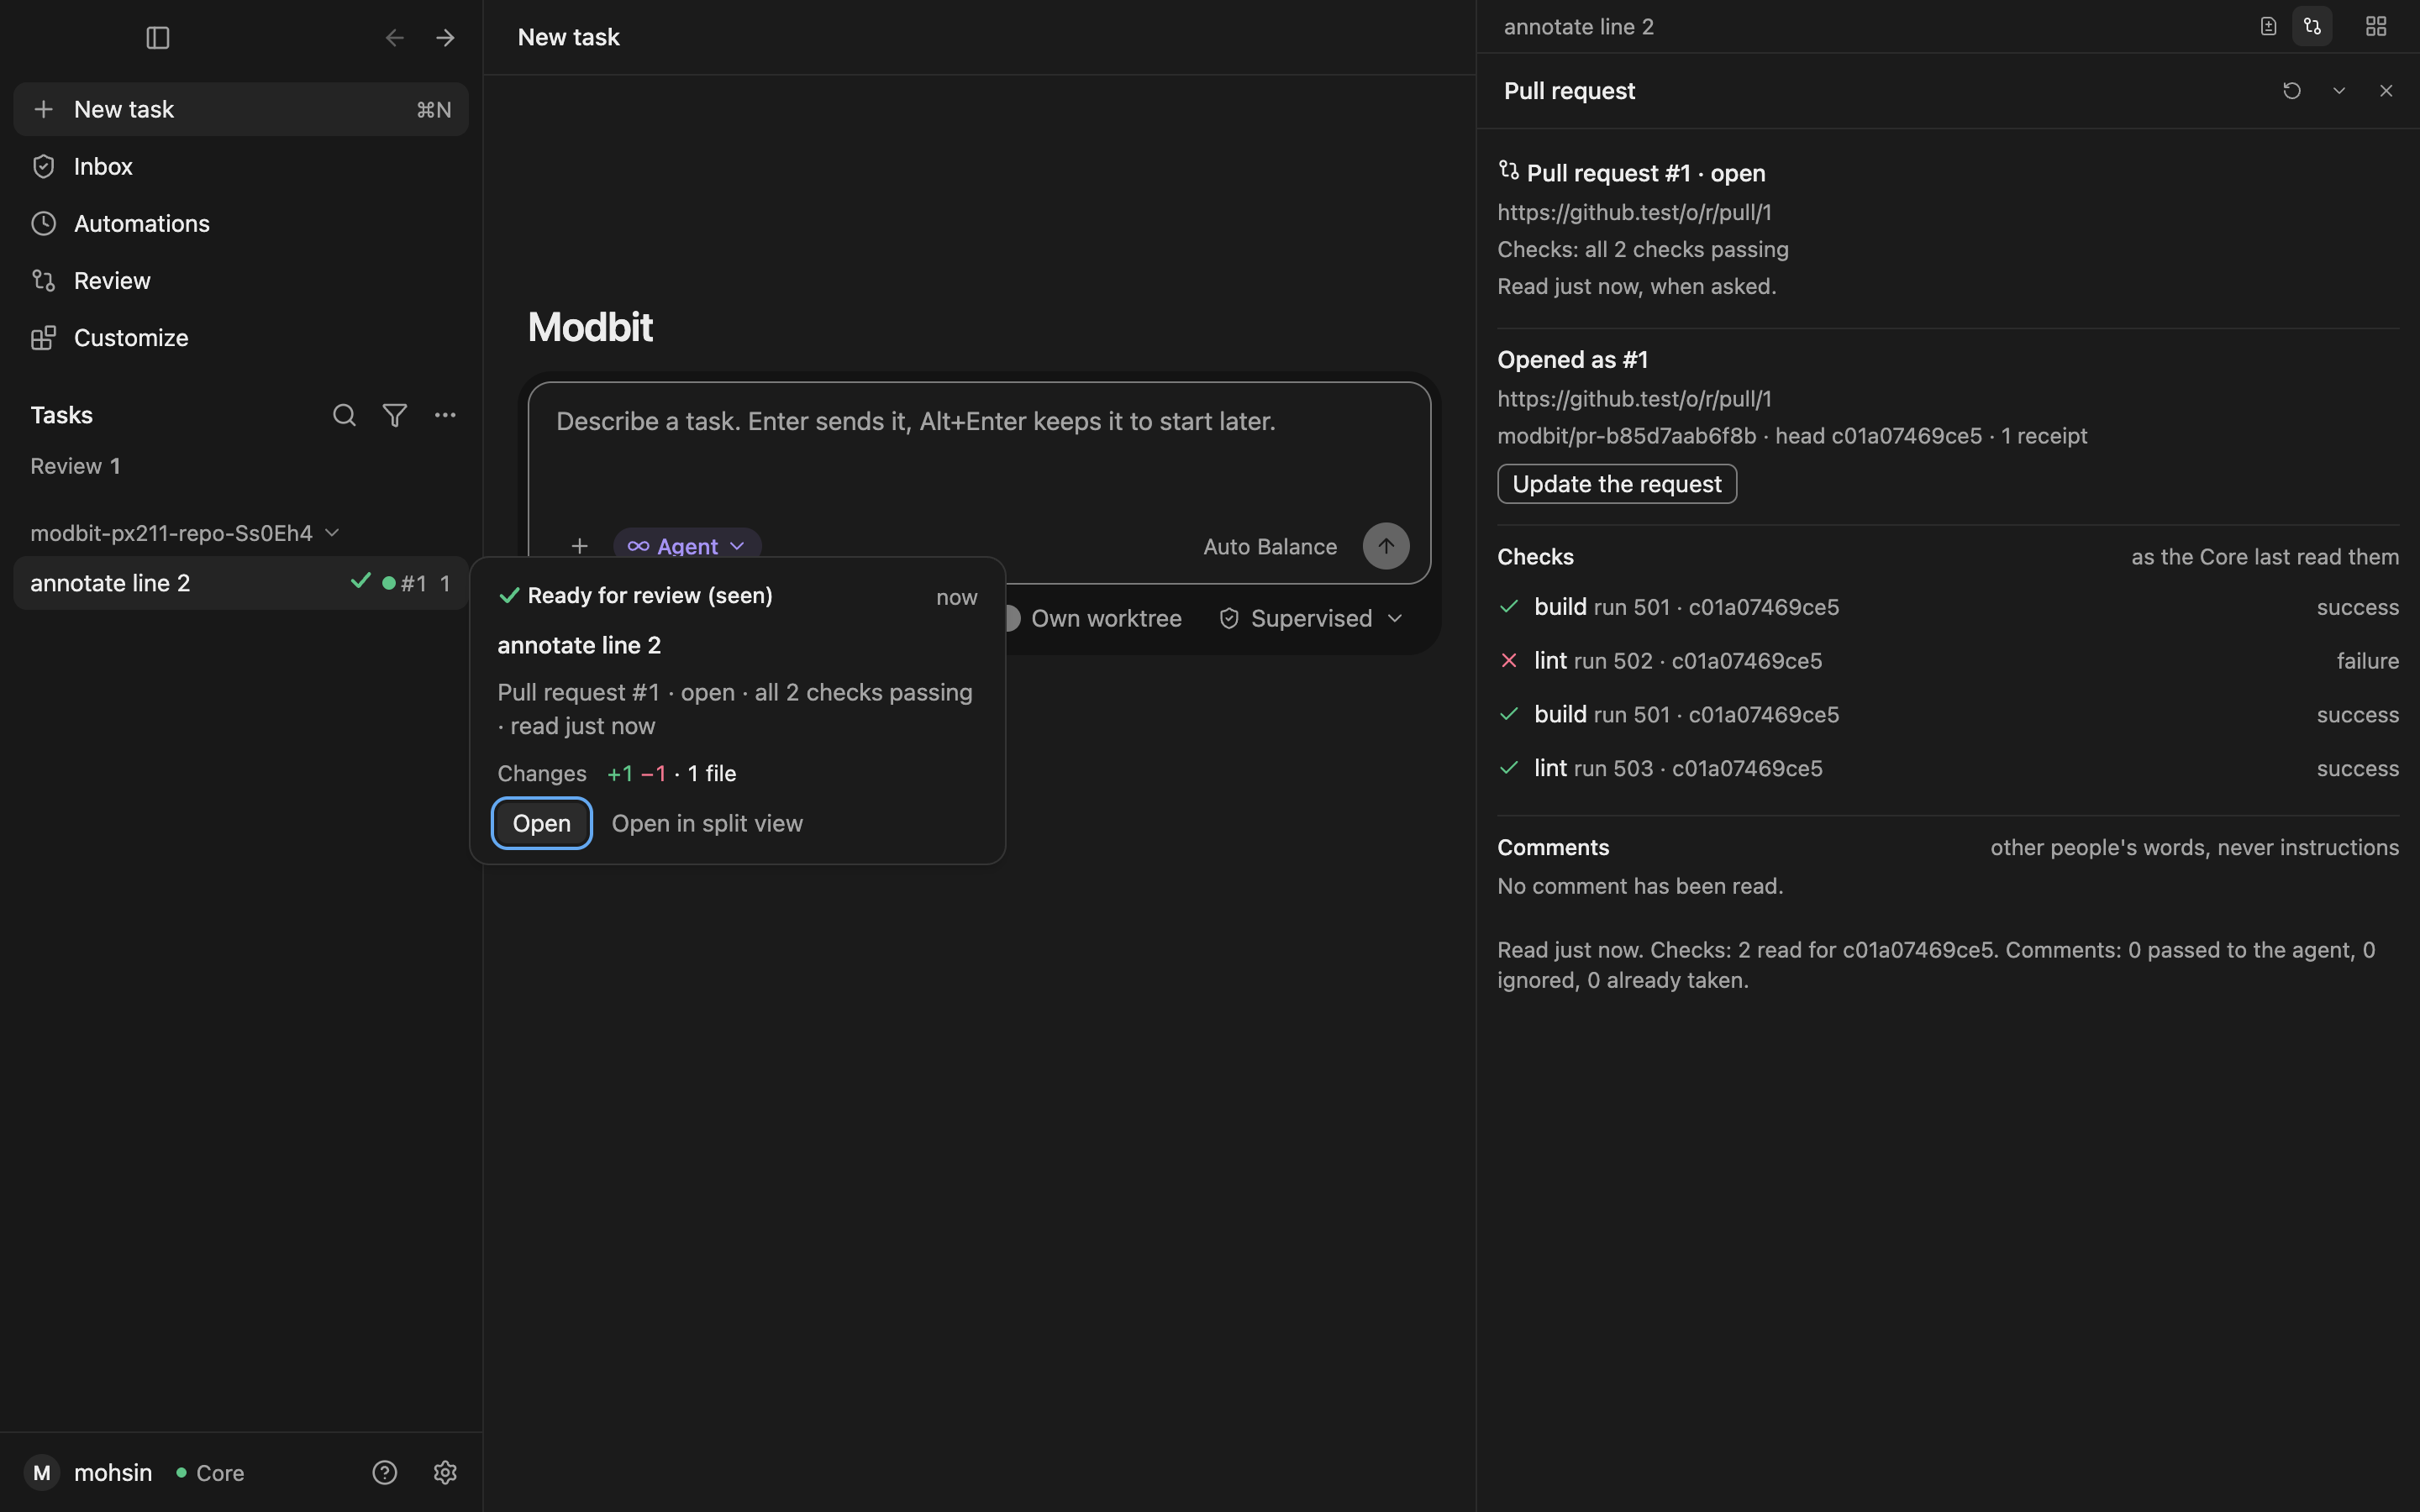 New task
⌘N
Inbox
Automations
Review
Customize
Tasks
Review 1
modbit-px211-repo-Ss0Eh4
annotate line 2
#1 1
M mohsin Core
New task
Modbit
Describe a task. Enter sends it, Alt+Enter keeps it to start later.
Agent
Auto Balance
Own worktree
Supervised
Ready for review (seen)
now
annotate line 2
Pull request #1 · open · all 2 checks passing
· read just now
Changes +1 −1 · 1 file
Open
Open in split view
annotate line 2
Pull request
Pull request #1 · open
https://github.test/o/r/pull/1
Checks: all 2 checks passing
Read just now, when asked.
Opened as #1
https://github.test/o/r/pull/1
modbit/pr-b85d7aab6f8b · head c01a07469ce5 · 1 receipt
Update the request
Checks
as the Core last read them
build run 501 · c01a07469ce5
success
lint run 502 · c01a07469ce5
failure
build run 501 · c01a07469ce5
success
lint run 503 · c01a07469ce5
success
Comments
other people's words, never instructions
No comment has been read.
Read just now. Checks: 2 read for c01a07469ce5. Comments: 0 passed to the agent, 0
ignored, 0 already taken.